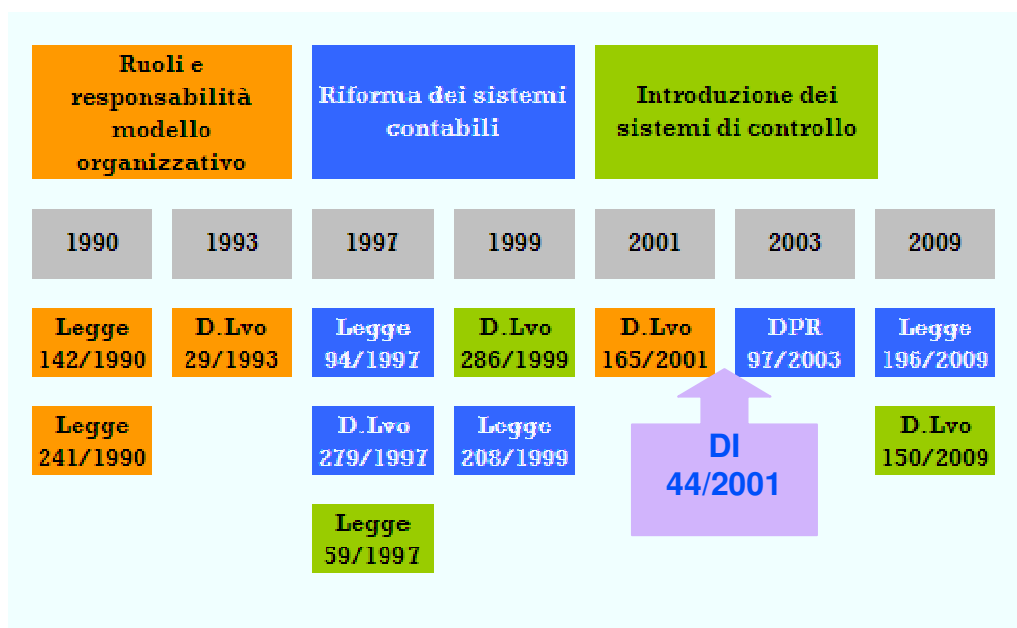 Ruoli e
responsabilità
modello
organizzativo
Riforma dei sistemi
contabili
Introduzione dei
sistemi di controllo
1990
1993
1997
1999
2001
2003
2009
Legge
142/1990
D.Lvo
29/1993
Legge
94/1997
D.Lvo
286/1999
D.Lvo
165/2001
DPR
97/2003
Legge
196/2009
Legge
241/1990
D.Lvo
279/1997
Legge
208/1999
DI
44/2001
D.Lvo
150/2009
Legge
59/1997